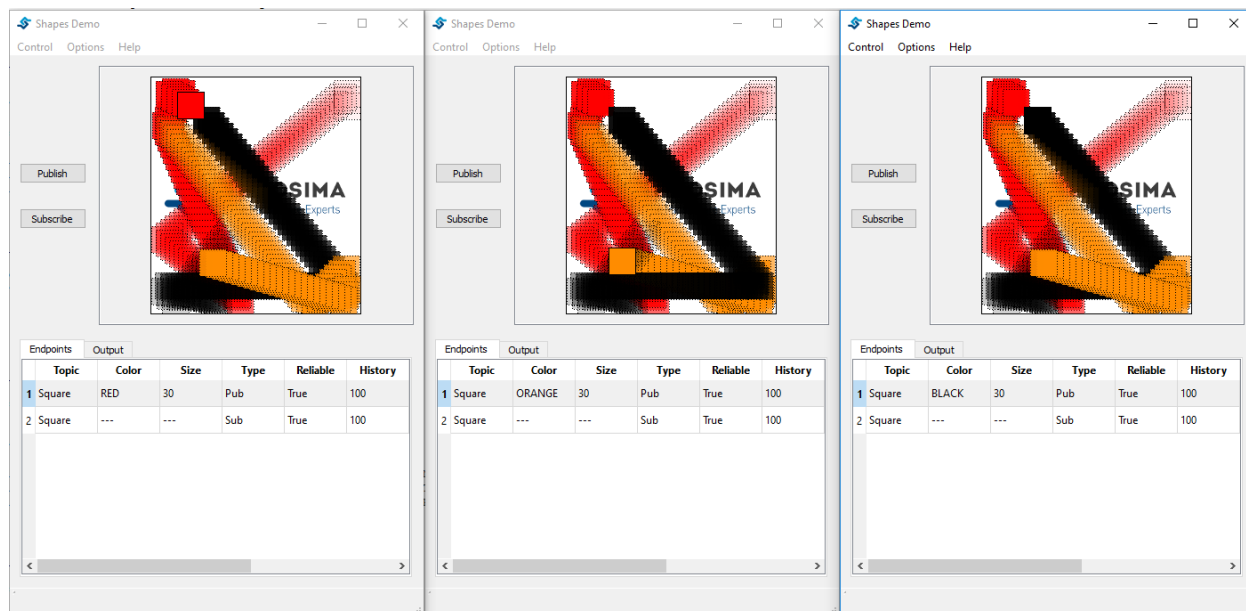 Shapes Demo
Control Options Help
Publish
SIMA
Experts
Subscribe
Endpoints Output
Topic Color Size Type Reliable History
1 Square RED 30 Pub True 100
2 Square --- --- Sub True 100
Shapes Demo
Control Options Help
Publish
SIMA
Experts
Subscribe
Endpoints Output
Topic Color Size Type Reliable History
1 Square ORANGE 30 Pub True 100
2 Square --- --- Sub True 100
Shapes Demo
Control Options Help
Publish
SIMA
Experts
Subscribe
Endpoints Output
Topic Color Size Type Reliable History
1 Square BLACK 30 Pub True 100
2 Square --- --- Sub True 100